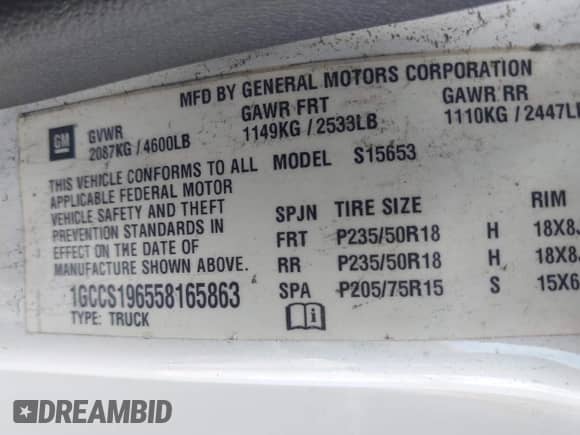 MFD BY GENERAL MOTORS CORPORATION
GM
GVWR
2087KG / 4600LB
GAWR FRT
1149KG / 2533LB
GAWR RR
1110KG / 2447L
THIS VEHICLE CONFORMS TO ALL
APPLICABLE FEDERAL MOTOR
VEHICLE SAFETY AND THEFT
PREVENTION STANDARDS IN
EFFECT ON THE DATE OF
MANUFACTURE SHOWN ABOVE.
1GCCS196558165863
TYPE: TRUCK
MODEL S15653
SPJN TIRE SIZE RIM
FRT P235/50R18 H 18X8J
RR P235/50R18 H 18X8J
SPA P205/75R15 S 15X6
DREAMBID